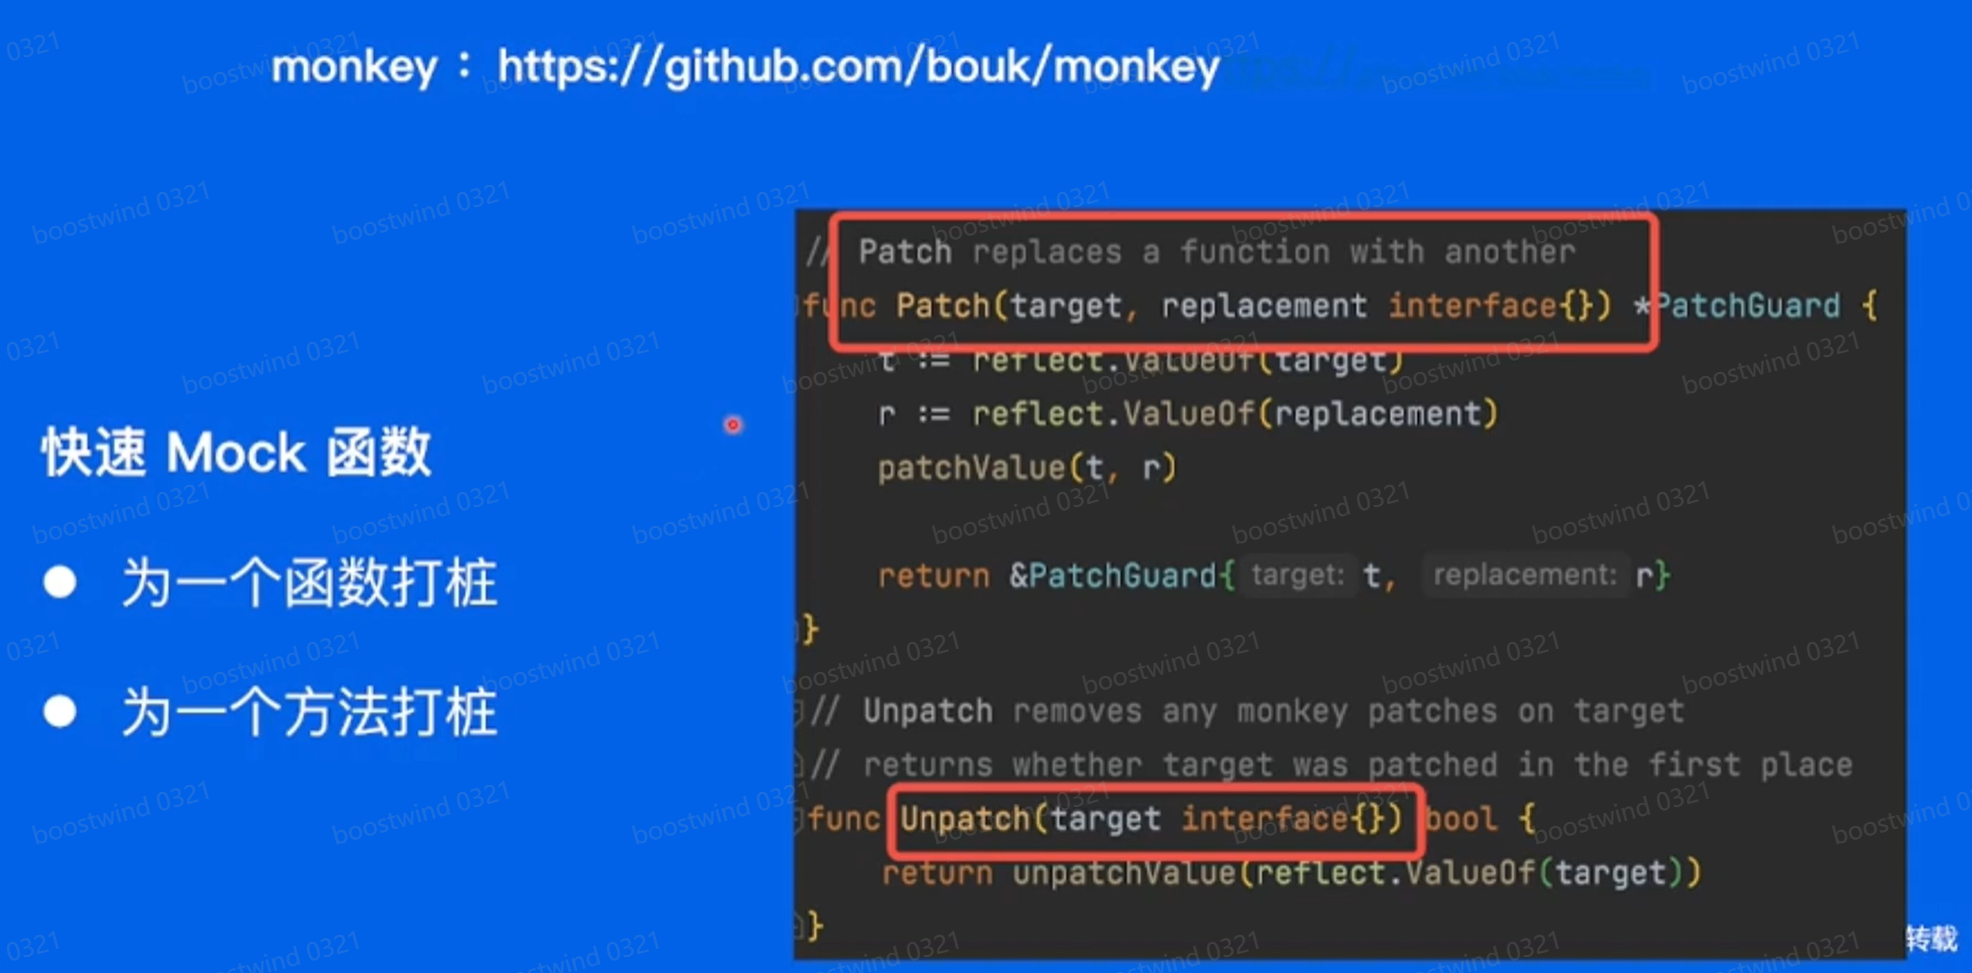 monkey：https://github.com/bouk/monkey
快速 Mock 函数
● 为一个函数打桩
● 为一个方法打桩
// Patch replaces a function with another
func Patch(target, replacement interface{}) *PatchGuard {
t := reflect.ValueOf(target)
r := reflect.ValueOf(replacement)
patchValue(t, r)
return &PatchGuard{ target: t, replacement: r}
}
// Unpatch removes any monkey patches on target
// returns whether target was patched in the first place
func Unpatch(target interface{}) bool {
return unpatchValue(reflect.ValueOf(target))
}
转载
boostwind 0321